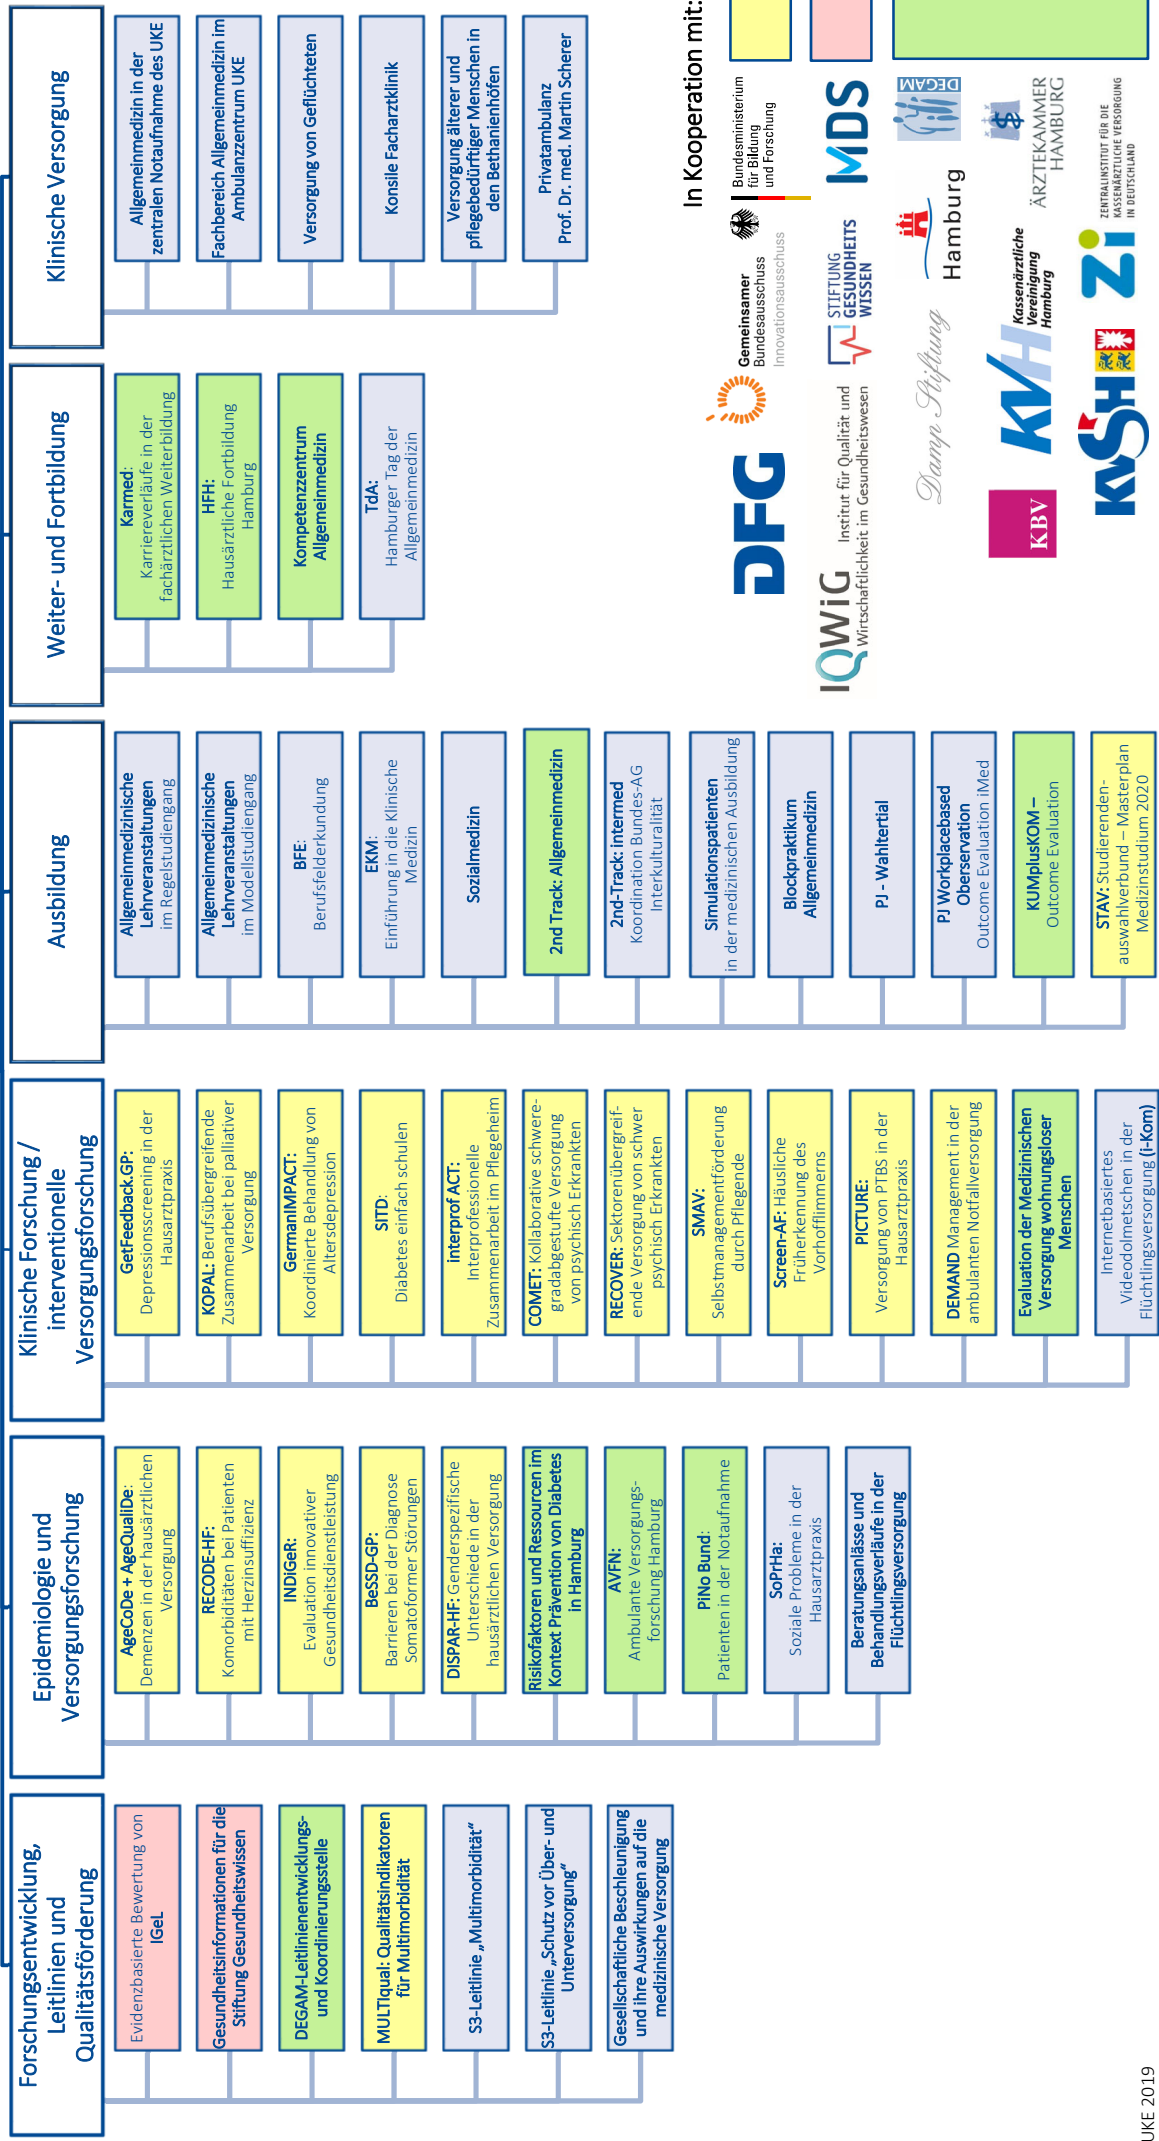 Forschungsentwicklung,
Leitlinien und
Qualitätsförderung
Evidenzbasierte Bewertung von
IGeL
Gesundheitsinformationen für die
Stiftung Gesundheitswissen
DEGAM-Leitlinienentwicklungs-
und Koordinierungsstelle
MULTIqual: Qualitätsindikatoren
für Multimorbidität
S3-Leitlinie „Multimorbidität“
S3-Leitlinie „Schutz vor Über- und
Unterversorgung“
Gesellschaftliche Beschleunigung
und ihre Auswirkungen auf die
medizinische Versorgung
Epidemiologie und
Versorgungsforschung
AgeCoDe + AgeQualiDe:
Demenzen in der hausärztlichen
Versorgung
RECODE-HF:
Komorbiditäten bei Patienten
mit Herzinsuffizienz
INDiGeR:
Evaluation innovativer
Gesundheitsdienstleistung
BeSSD-GP:
Barrieren bei der Diagnose
Somatoformer Störungen
DISPAR-HF: Genderspezifische
Unterschiede in der
hausärztlichen Versorgung
Risikofaktoren und Ressourcen im
Kontext Prävention von Diabetes
in Hamburg
AVFN:
Ambulante Versorgungs-
forschung Hamburg
PiNo Bund:
Patienten in der Notaufnahme
SoPrHa:
Soziale Probleme in der
Hausarztpraxis
Beratungsanlässe und
Behandlungsverläufe in der
Flüchtlingsversorgung
Klinische Forschung /
interventionelle
Versorgungsforschung
GetFeedback.GP:
Depressionsscreening in der
Hausarztpraxis
KOPAL: Berufsübergreifende
Zusammenarbeit bei palliativer
Versorgung
GermanIMPACT:
Koordinierte Behandlung von
Altersdepression
SITD:
Diabetes einfach schulen
interprof ACT:
Interprofessionelle
Zusammenarbeit im Pflegeheim
COMET: Kollaborative schwere-
gradabgestufte Versorgung
von psychisch Erkrankten
RECOVER: Sektorenübergreif-
ende Versorgung von schwer
psychisch Erkrankten
SMAV:
Selbstmanagementförderung
durch Pflegende
Screen-AF: Häusliche
Früherkennung des
Vorhofflimmerns
PICTURE:
Versorgung von PTBS in der
Hausarztpraxis
DEMAND Management in der
ambulanten Notfallversorgung
Evaluation der Medizinischen
Versorgung wohnungsloser
Menschen
Internetbasiertes
Videodolmetschen in der
Flüchtlingsversorgung (i-Kom)
Ausbildung
Allgemeinmedizinische
Lehrveranstaltungen
im Regelstudiengang
Allgemeinmedizinische
Lehrveranstaltungen
im Modellstudiengang
BFE:
Berufsfelderkundung
EKM:
Einführung in die Klinische
Medizin
Sozialmedizin
2nd Track: Allgemeinmedizin
2nd-Track: intermed
Koordination Bundes-AG
Interkulturalität
Simulationspatienten
in der medizinischen Ausbildung
Blockpraktikum
Allgemeinmedizin
PJ - Wahltertial
PJ Workplacebased
Oberservation
Outcome Evaluation iMed
KUMplusKOM –
Outcome Evaluation
STAV: Studierenden-
auswahlverbund – Masterplan
Medizinstudium 2020
Weiter- und Fortbildung
Karmed:
Karriereverläufe in der
fachärztlichen Weiterbildung
HFH:
Hausärztliche Fortbildung
Hamburg
Kompetenzzentrum
Allgemeinmedizin
TdA:
Hamburger Tag der
Allgemeinmedizin
Klinische Versorgung
Allgemeinmedizin in der
zentralen Notaufnahme des UKE
Fachbereich Allgemeinmedizin im
Ambulanzzentrum UKE
Versorgung von Geflüchteten
Konsile Facharztklinik
Versorgung älterer und
pflegebedürftiger Menschen in
den Bethanienhöfen
Privatambulanz
Prof. Dr. med. Martin Scherer
In Kooperation mit:
DFG
Gemeinsamer
Bundesausschuss
Innovationsausschuss
Bundesministerium
für Bildung
und Forschung
IQWiG
Institut für Qualität und
Wirtschaftlichkeit im Gesundheitswesen
STIFTUNG
GESUNDHEITS
WISSEN
MDS
Damp Stiftung
Hamburg
DEGAM
KBV
KVH
Kassenärztliche
Vereinigung
Hamburg
ÄRZTEKAMMER
HAMBURG
KVSH
Zi
ZENTRALINSTITUT FÜR DIE
KASSENÄRZTLICHE VERSORGUNG
IN DEUTSCHLAND
UKE 2019